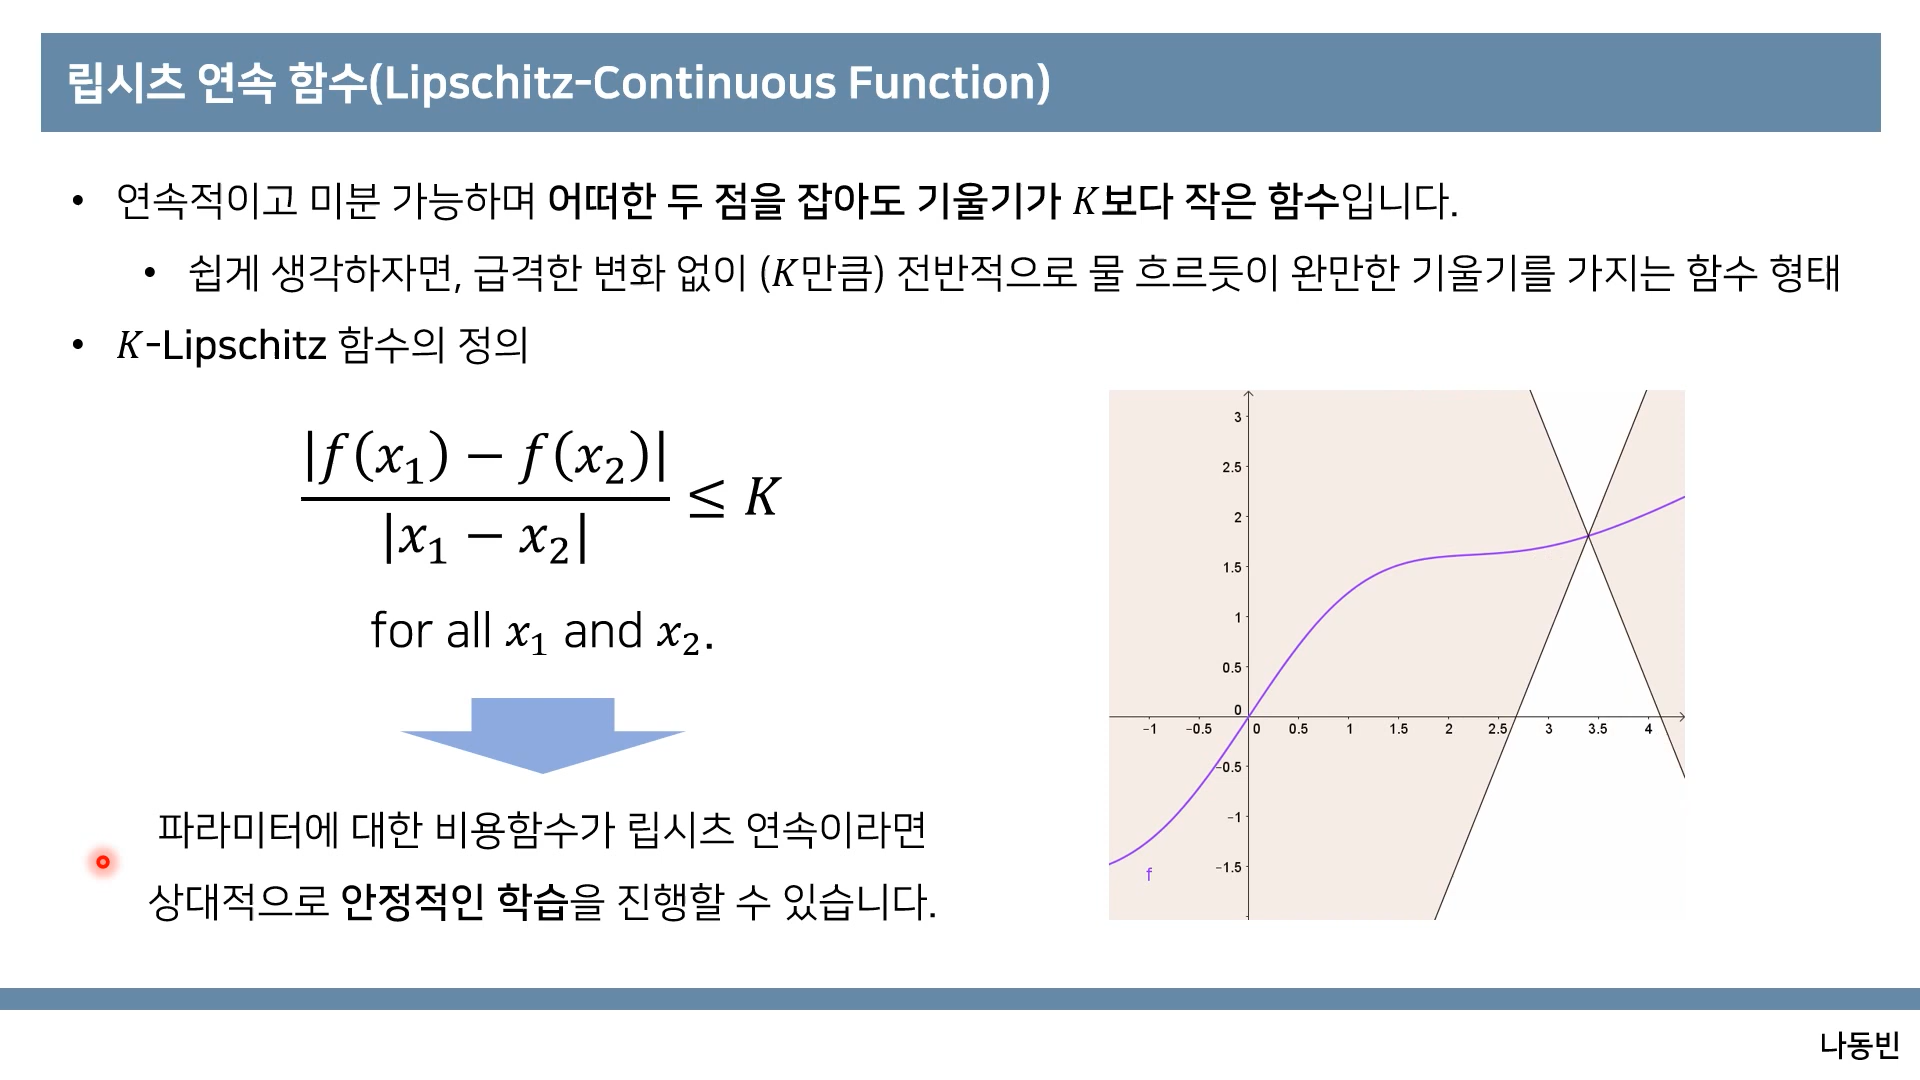 립시츠 연속 함수(Lipschitz-Continuous Function)
• 연속적이고 미분 가능하며 어떠한 두 점을 잡아도 기울기가 K보다 작은 함수입니다.
• 쉽게 생각하자면, 급격한 변화 없이 (K만큼) 전반적으로 물 흐르듯이 완만한 기울기를 가지는 함수 형태
• K-Lipschitz 함수의 정의
|f(x₁) − f(x₂)|
|x₁ − x₂|
≤ K
for all x₁ and x₂.
파라미터에 대한 비용함수가 립시츠 연속이라면
상대적으로 안정적인 학습을 진행할 수 있습니다.
3
2.5
2
1.5
1
0.5
0
−1 −0.5 0 0.5 1 1.5 2 2.5 3 3.5 4
−0.5
−1
−1.5
f
나동빈